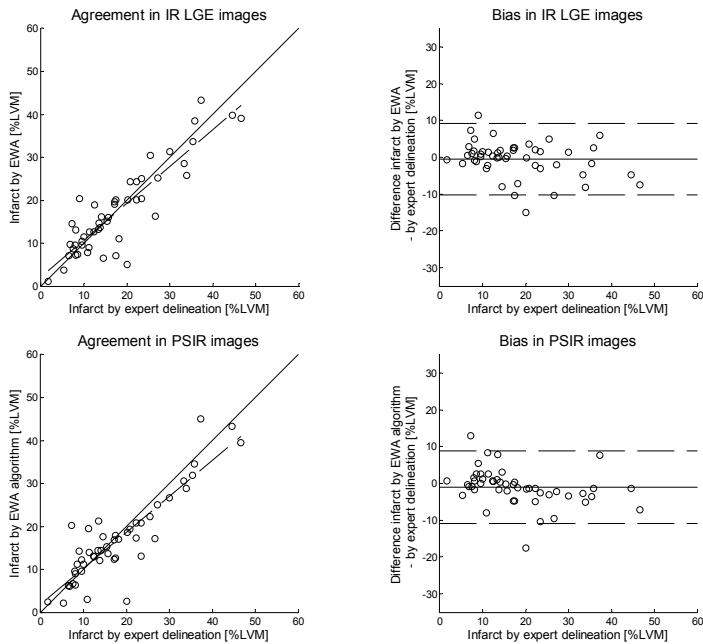 Agreement in IR LGE images
60
50
40
30
20
10
0
0 10 20 30 40 50 60
Infarct by EWA [%LVM]
Infarct by expert delineation [%LVM]
Bias in IR LGE images
30
20
10
0
-10
-20
-30
0 10 20 30 40 50 60
Difference infarct by EWA
- by expert delineation [%LVM]
Infarct by expert delineation [%LVM]
Agreement in PSIR images
60
50
40
30
20
10
0
0 10 20 30 40 50 60
Infarct by EWA algorithm [%LVM]
Infarct by expert delineation [%LVM]
Bias in PSIR images
30
20
10
0
-10
-20
-30
0 10 20 30 40 50 60
Difference infarct by EWA algorithm
- by expert delineation [%LVM]
Infarct by expert delineation [%LVM]